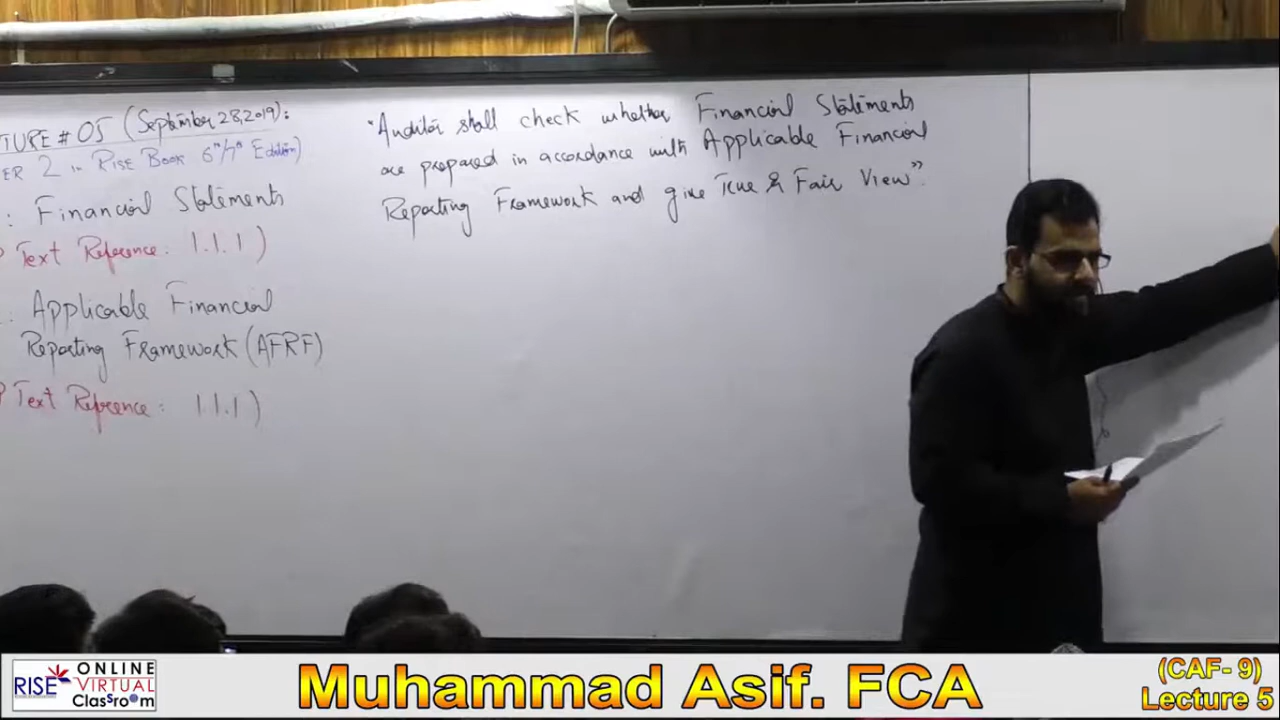 TURE # 05 (September 28, 2019):
ER 2 in RISE Book 6th/7th Edition)
: Financial Statements
Text Reference: 1.1.1)
: Applicable Financial
Reporting Framework (AFRF)
Text Reference: 1.1.1)
"Auditor shall check whether Financial Statements
are prepared in accordance with Applicable Financial
Reporting Framework and give True & Fair View".
RISE
ONLINE
VIRTUAL
Classroom
Muhammad Asif. FCA
(CAF- 9)
Lecture 5